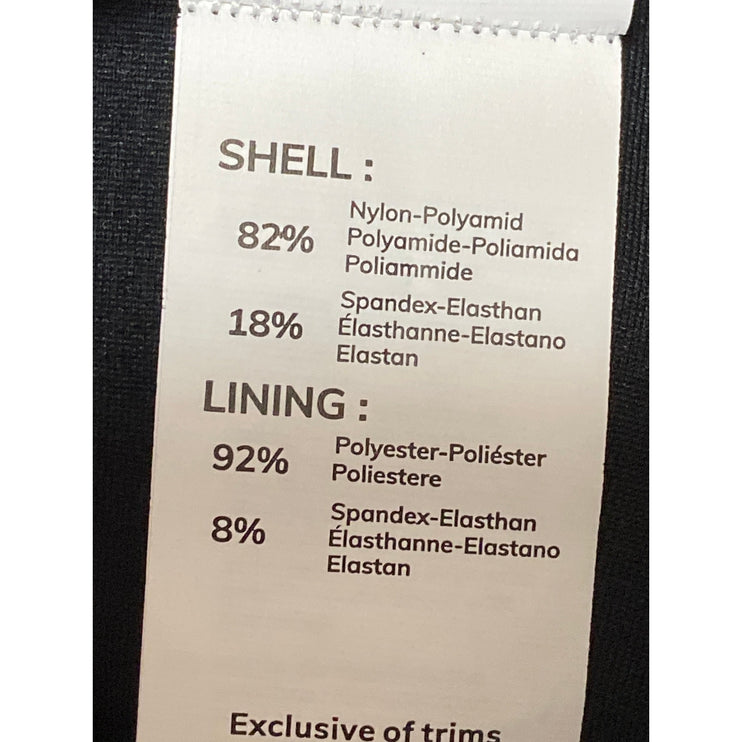 SHELL :
82% Nylon-Polyamid
Polyamide-Poliamida
Poliammide
18% Spandex-Elasthan
Élasthanne-Elastano
Elastan
LINING :
92% Polyester-Poliéster
Poliestere
8% Spandex-Elasthan
Élasthanne-Elastano
Elastan
Exclusive of trims